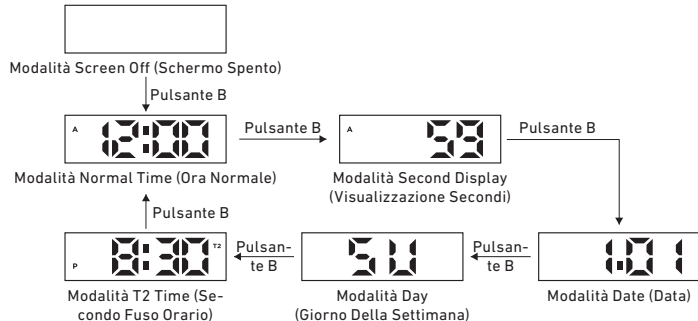 Modalità Screen Off (Schermo Spento)
Pulsante B
A 12:00
Pulsante B
A 59
Pulsante B
Modalità Normal Time (Ora Normale)
Modalità Second Display
(Visualizzazione Secondi)
Pulsante B
P 8:30 T2
Pulsan-
te B
SU
Pulsan-
te B
1.01
Modalità T2 Time (Se-
condo Fuso Orario)
Modalità Day
(Giorno Della Settimana)
Modalità Date (Data)